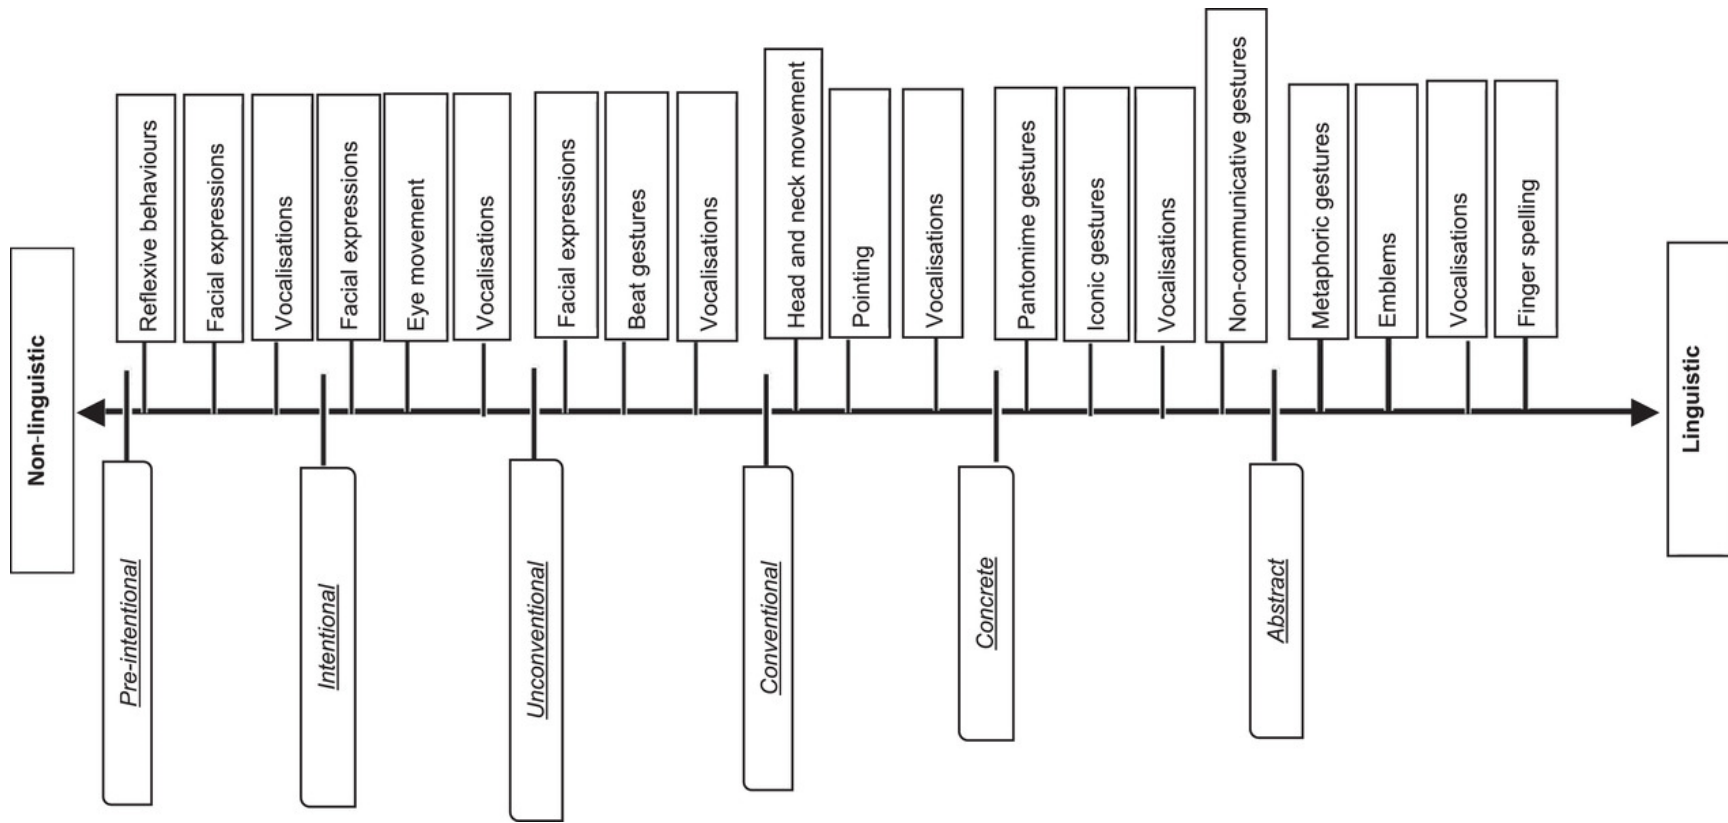 Non-linguistic
Pre-intentional
Reflexive behaviours
Facial expressions
Vocalisations
Intentional
Facial expressions
Eye movement
Vocalisations
Unconventional
Facial expressions
Beat gestures
Vocalisations
Conventional
Head and neck movement
Pointing
Vocalisations
Concrete
Pantomime gestures
Iconic gestures
Vocalisations
Non-communicative gestures
Abstract
Metaphoric gestures
Emblems
Vocalisations
Finger spelling
Linguistic